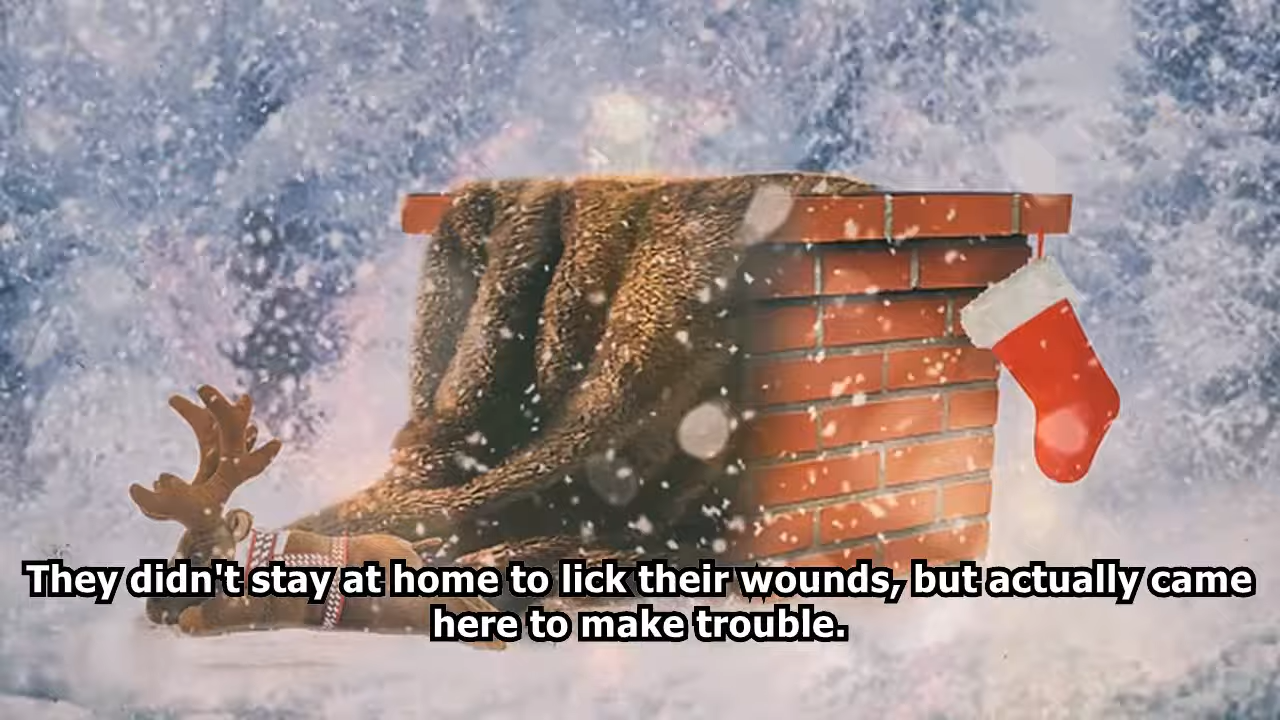 They didn't stay at home to lick their wounds, but actually came
here to make trouble.